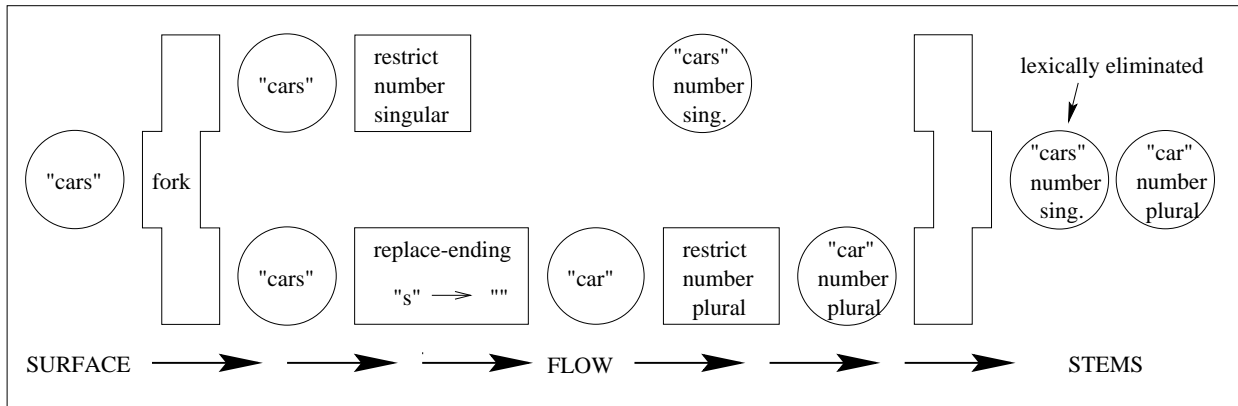 "cars"
fork
"cars"
restrict
number
singular
"cars"
number
sing.
"cars"
replace-ending
"s" → ""
"car"
restrict
number
plural
"car"
number
plural
lexically eliminated
"cars"
number
sing.
"car"
number
plural
SURFACE
FLOW
STEMS